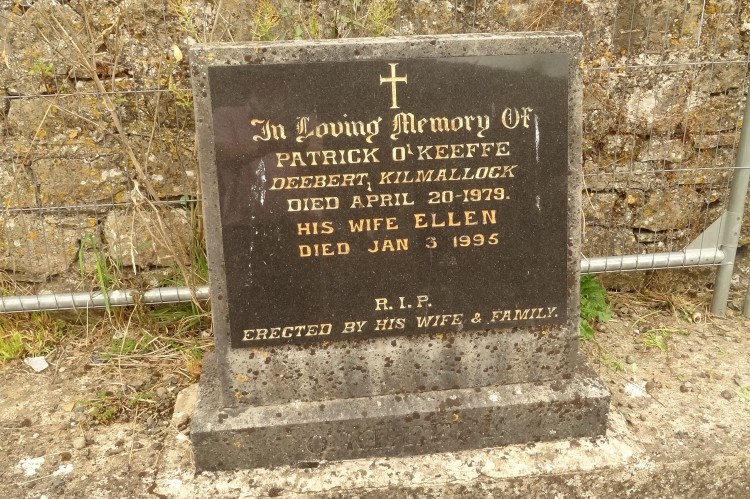 In Loving Memory Of
PATRICK O'KEEFFE
DEEBERT, KILMALLOCK
DIED APRIL 20-1979.
HIS WIFE ELLEN
DIED JAN 3 1995
R.I.P.
ERECTED BY HIS WIFE & FAMILY.